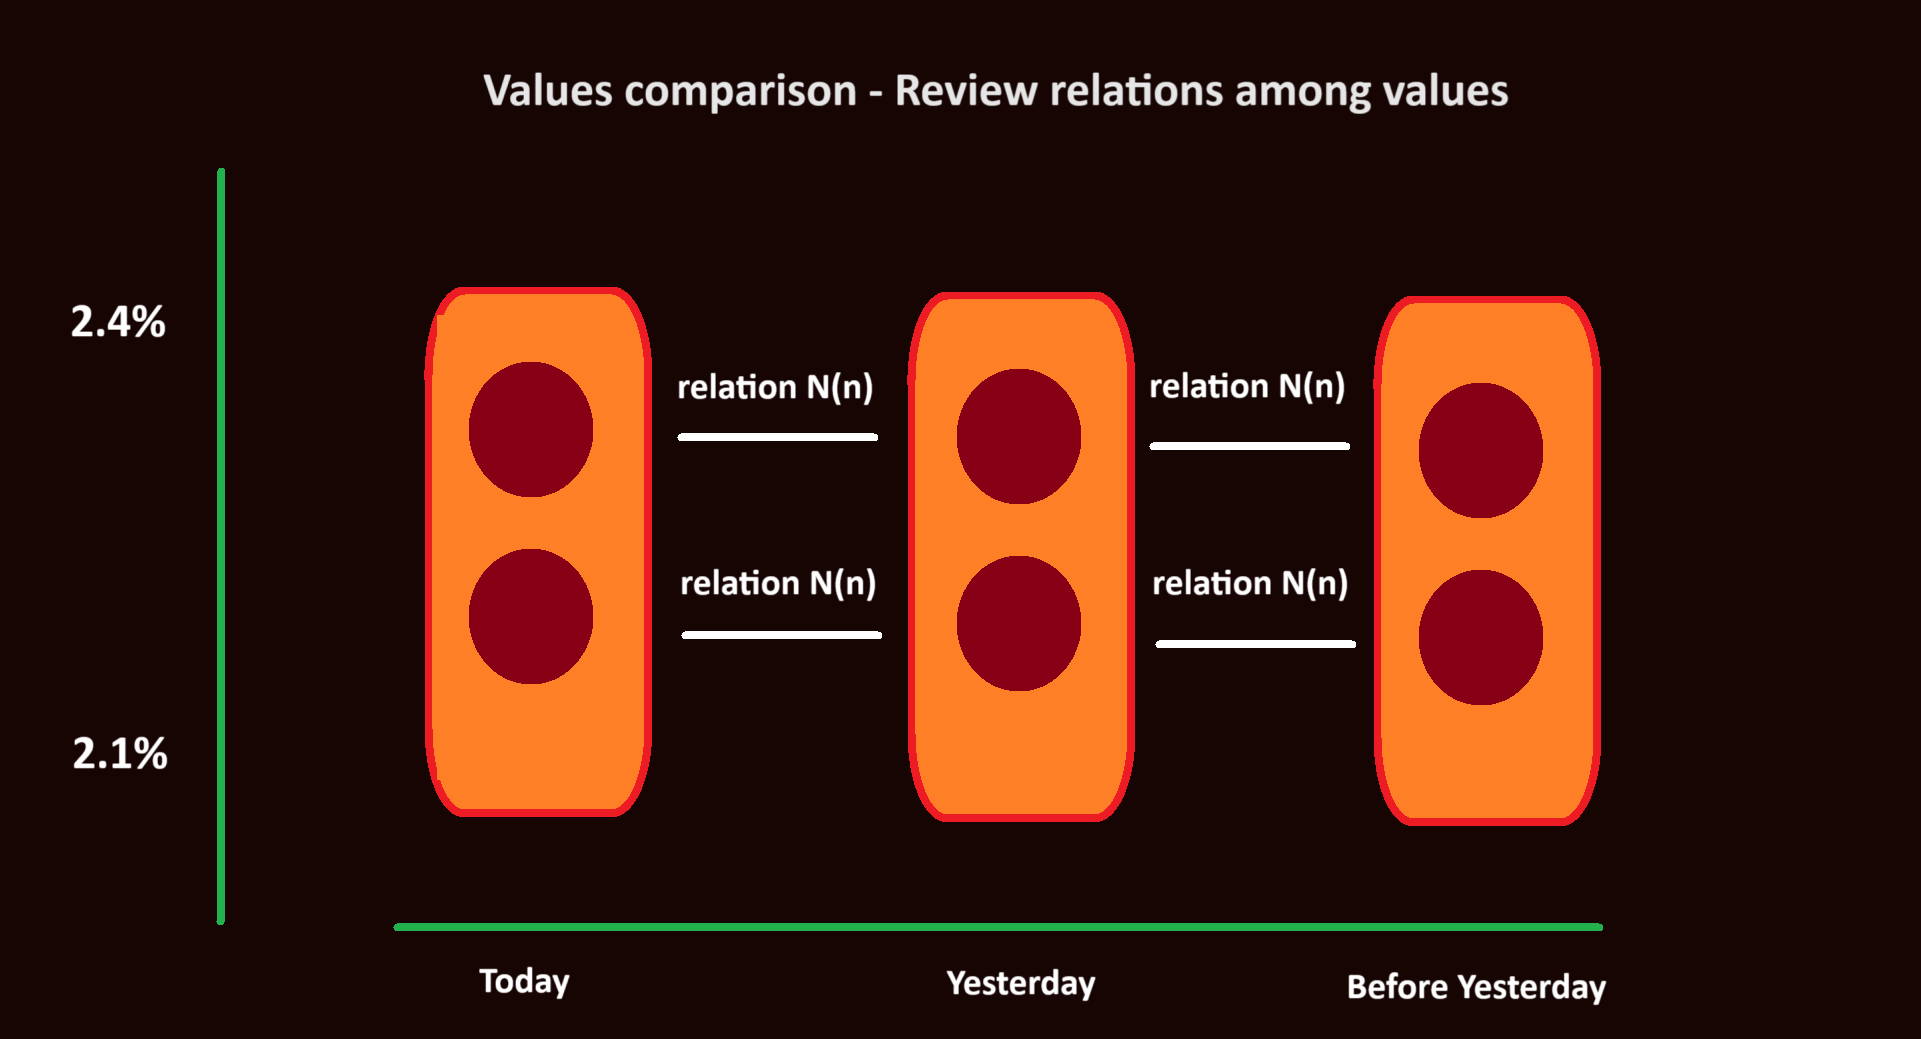 Values comparison - Review relations among values
2.4%
relation N(n)
relation N(n)
relation N(n)
relation N(n)
2.1%
Today
Yesterday
Before Yesterday